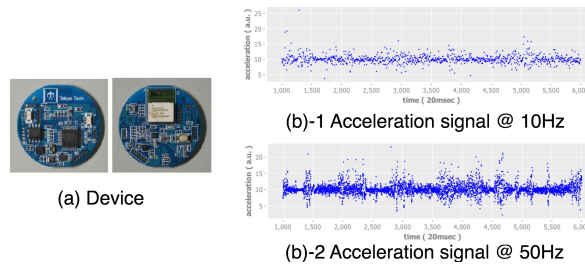 Tokyo Tech
(a) Device
acceleration ( a.u. )
25
20
15
10
5
1,000 1,500 2,000 2,500 3,000 3,500 4,000 4,500 5,000 5,500 6,000
time ( 20msec )
(b)-1 Acceleration signal @ 10Hz
acceleration ( a.u. )
20
15
10
5
1,000 1,500 2,000 2,500 3,000 3,500 4,000 4,500 5,000 5,500 6,000
time ( 20msec )
(b)-2 Acceleration signal @ 50Hz